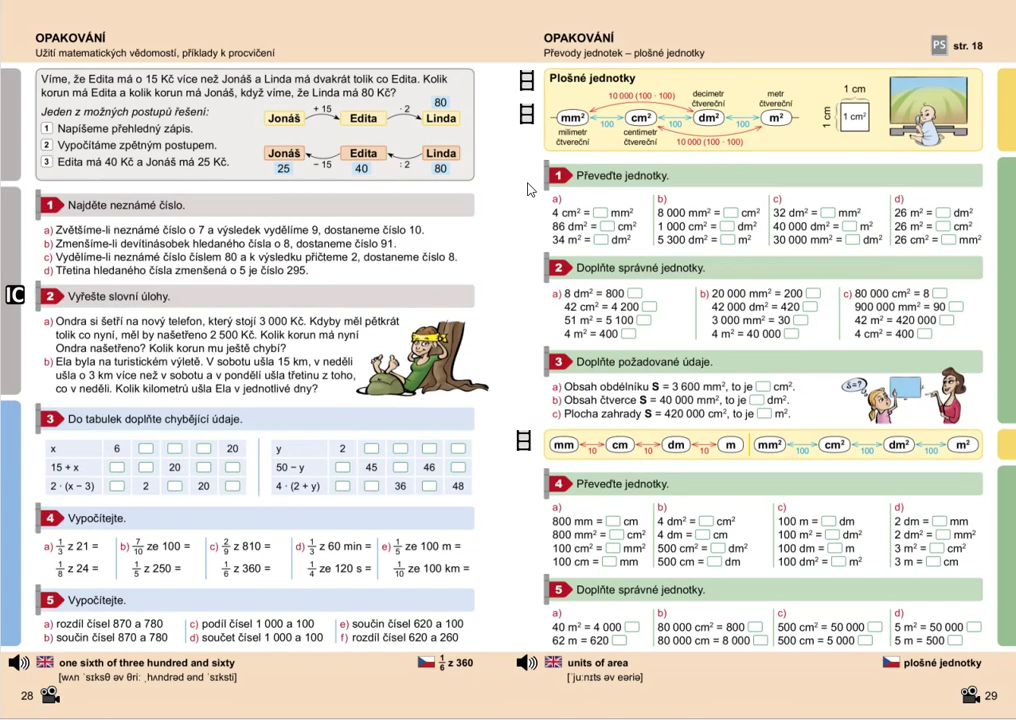 OPAKOVÁNÍ
Užití matematických vědomostí, příklady k procvičení
Víme, že Edita má o 15 Kč více než Jonáš a Linda má dvakrát tolik co Edita. Kolik
korun má Edita a kolik korun má Jonáš, když víme, že Linda má 80 Kč?
Jeden z možných postupů řešení:
1 Napíšeme přehledný zápis.
2 Vypočítáme zpětným postupem.
3 Edita má 40 Kč a Jonáš má 25 Kč.
80
+ 15 · 2
Jonáš Edita Linda
Jonáš Edita Linda
− 15 : 2
25 40 80
1 Najděte neznámé číslo.
a) Zvětšíme-li neznámé číslo o 7 a výsledek vydělíme 9, dostaneme číslo 10.
b) Zmenšíme-li devítinásobek hledaného čísla o 8, dostaneme číslo 91.
c) Vydělíme-li neznámé číslo číslem 80 a k výsledku přičteme 2, dostaneme číslo 8.
d) Třetina hledaného čísla zmenšená o 5 je číslo 295.
IC
2 Vyřešte slovní úlohy.
a) Ondra si šetří na nový telefon, který stojí 3 000 Kč. Kdyby měl pětkrát
tolik co nyní, měl by našetřeno 2 500 Kč. Kolik korun má nyní
Ondra našetřeno? Kolik korun mu ještě chybí?
b) Ela byla na turistickém výletě. V sobotu ušla 15 km, v neděli
ušla o 3 km více než v sobotu a v pondělí ušla třetinu z toho,
co v neděli. Kolik kilometrů ušla Ela v jednotlivé dny?
3 Do tabulek doplňte chybějící údaje.
x 6 20
15 + x 20
2 · (x − 3) 2 20
y 2
50 − y 45 46
4 · (2 + y) 36 48
4 Vypočítejte.
a) 1/3 z 21 = b) 7/10 ze 100 = c) 2/9 z 810 = d) 1/3 z 60 min = e) 1/5 ze 100 m =
1/8 z 24 = 1/5 z 250 = 1/6 z 360 = 1/4 ze 120 s = 1/10 ze 100 km =
5 Vypočítejte.
a) rozdíl čísel 870 a 780 c) podíl čísel 1 000 a 100 e) součin čísel 620 a 100
b) součin čísel 870 a 780 d) součet čísel 1 000 a 100 f) rozdíl čísel 620 a 260
one sixth of three hundred and sixty 1/6 z 360
[wʌn ˈsɪksθ əv θriː ˌhʌndrəd ənd ˈsɪksti]
28
OPAKOVÁNÍ
Převody jednotek – plošné jednotky
PS str. 18
Plošné jednotky
10 000 (100 · 100)
decimetr čtvereční
metr čtvereční
mm² 100 cm² 100 dm² 100 m²
milimetr čtvereční
centimetr čtvereční
10 000 (100 · 100)
1 cm
1 cm
1 cm²
1 Převeďte jednotky.
a) b) c) d)
4 cm² = mm² 8 000 mm² = cm² 32 dm² = mm² 26 m² = dm²
86 dm² = cm² 1 000 cm² = dm² 40 000 dm² = m² 26 m² = cm²
34 m² = dm² 5 300 dm² = m² 30 000 mm² = dm² 26 cm² = mm²
2 Doplňte správné jednotky.
a) 8 dm² = 800 b) 20 000 mm² = 200 c) 80 000 cm² = 8
42 cm² = 4 200 42 000 dm² = 420 900 000 mm² = 90
51 m² = 5 100 3 000 mm² = 30 42 m² = 420 000
4 m² = 400 4 m² = 40 000 4 cm² = 400
3 Doplňte požadované údaje.
a) Obsah obdélníku S = 3 600 mm², to je cm².
b) Obsah čtverce S = 40 000 mm², to je dm².
c) Plocha zahrady S = 420 000 cm², to je m².
S=?
mm 10 cm 10 dm 10 m mm² 100 cm² 100 dm² 100 m²
4 Převeďte jednotky.
a) b) c) d)
800 mm = cm 4 dm² = cm² 100 m = dm 2 dm = mm
800 mm² = cm² 4 dm = cm 100 m² = dm² 2 dm² = mm²
100 cm² = mm² 500 cm² = dm² 100 dm = m 3 m² = cm²
100 cm = mm 500 cm = dm 100 dm² = m² 3 m = cm
5 Doplňte správné jednotky.
a) b) c) d)
40 m² = 4 000 80 000 cm² = 800 500 cm² = 50 000 5 m² = 50 000
62 m = 620 80 000 cm = 8 000 500 cm = 5 000 5 m = 500
units of area plošné jednotky
[ˈjuːnɪts əv eəriə]
29